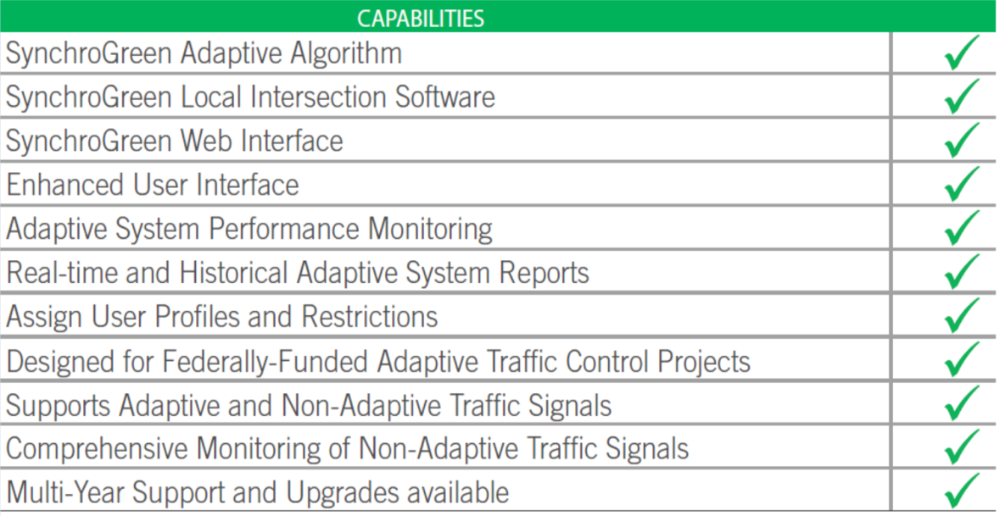 CAPABILITIES
SynchroGreen Adaptive Algorithm
SynchroGreen Local Intersection Software
SynchroGreen Web Interface
Enhanced User Interface
Adaptive System Performance Monitoring
Real-time and Historical Adaptive System Reports
Assign User Profiles and Restrictions
Designed for Federally-Funded Adaptive Traffic Control Projects
Supports Adaptive and Non-Adaptive Traffic Signals
Comprehensive Monitoring of Non-Adaptive Traffic Signals
Multi-Year Support and Upgrades available